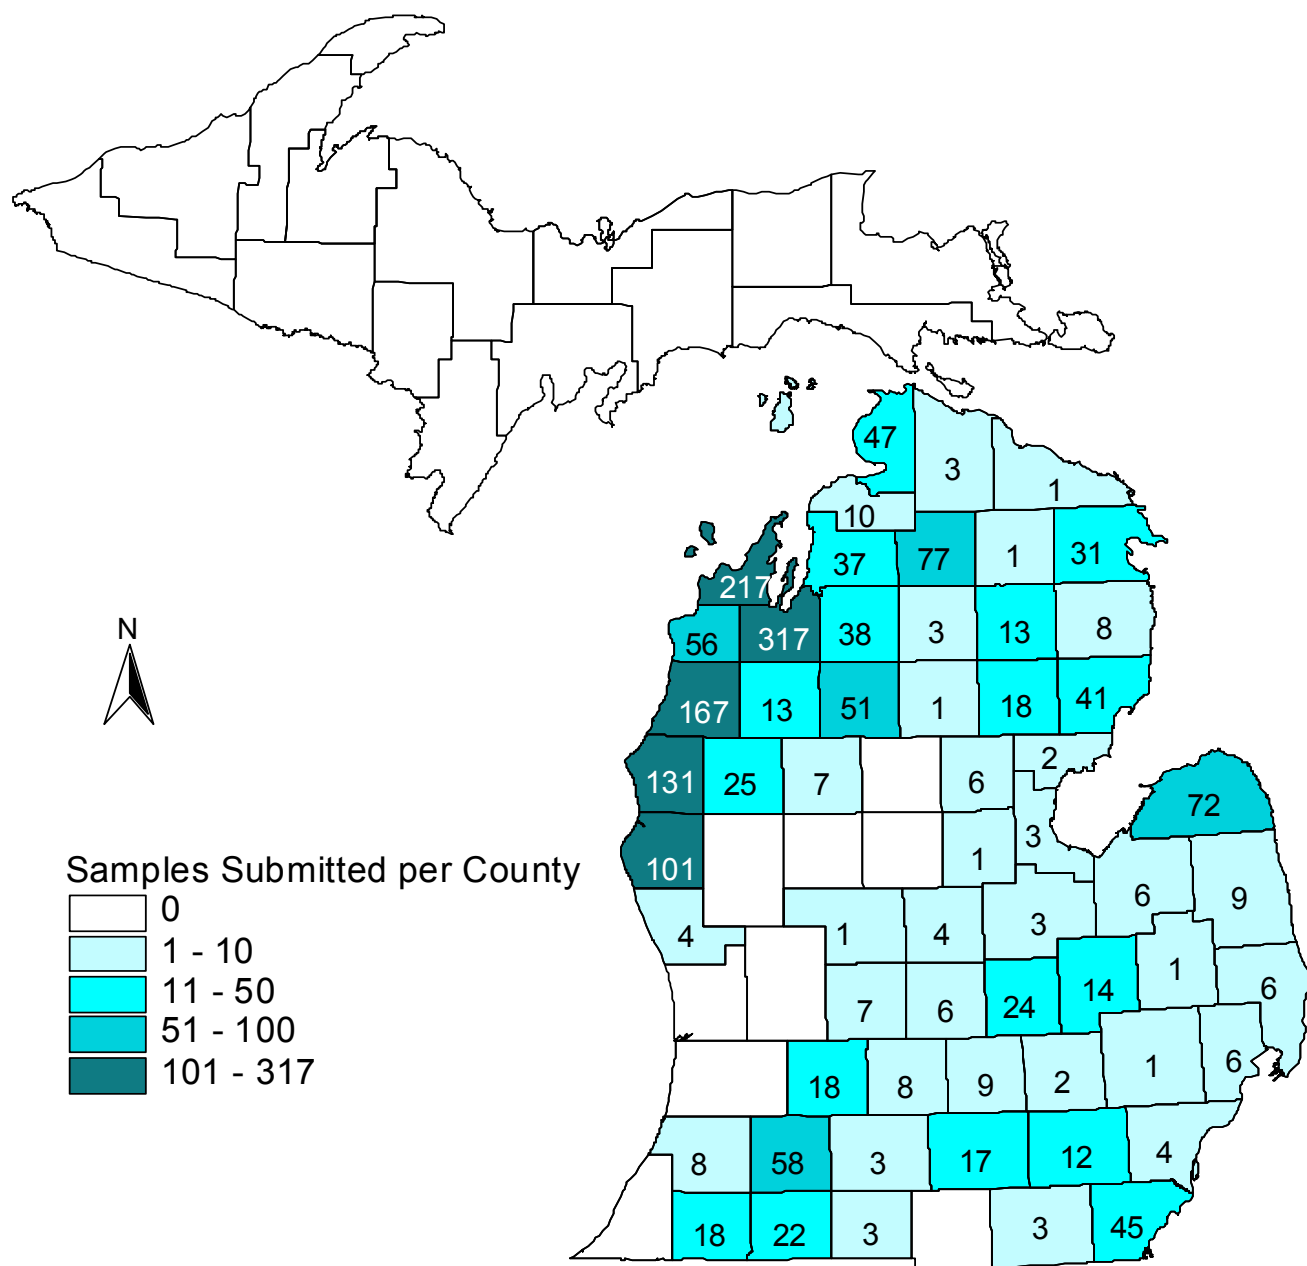 47
3
1
10
37 77 1 31
217
56 317 38 3 13 8
167 13 51 1 18 41
2
131 25 7 6
72
3
101 1
6 9
4 1 4 3
1
7 6 24 14 6
18 8 9 2 1 6
8 58 3 17 12 4
18 22 3 3 45
N
Samples Submitted per County
0
1 - 10
11 - 50
51 - 100
101 - 317